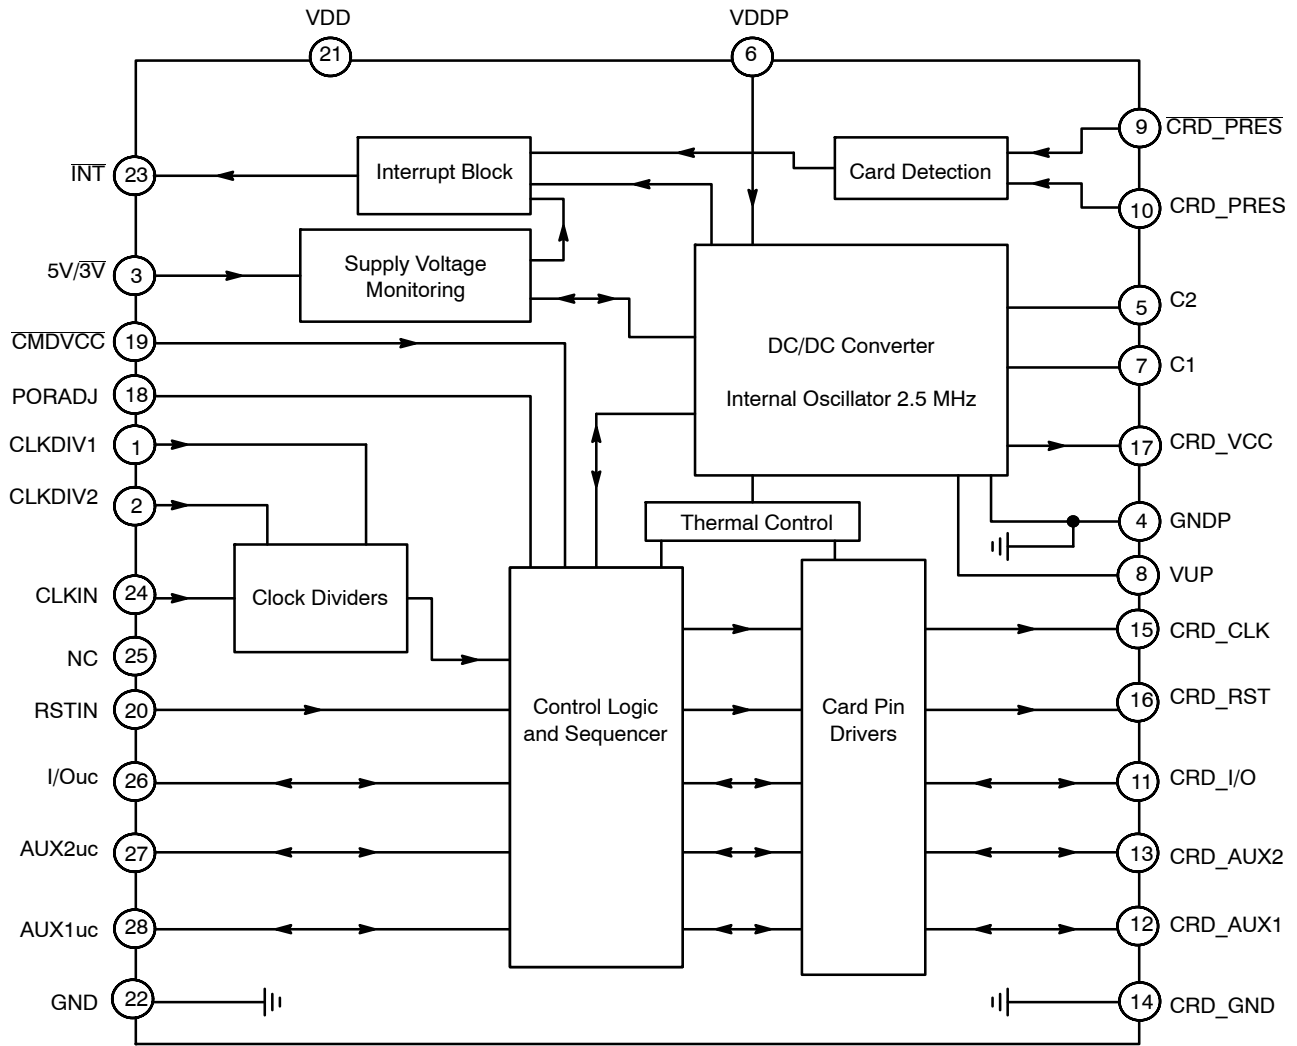 VDD
VDDP
21
6
INT
23
Interrupt Block
Card Detection
9
CRD_PRES
10
CRD_PRES
5V/3V
3
Supply Voltage
Monitoring
CMDVCC
19
PORADJ
18
CLKDIV1
1
CLKDIV2
2
DC/DC Converter
Internal Oscillator 2.5 MHz
5
C2
7
C1
17
CRD_VCC
Thermal Control
4
GNDP
8
VUP
CLKIN
24
Clock Dividers
NC
25
RSTIN
20
I/Ouc
26
AUX2uc
27
AUX1uc
28
GND
22
Control Logic
and Sequencer
Card Pin
Drivers
15
CRD_CLK
16
CRD_RST
11
CRD_I/O
13
CRD_AUX2
12
CRD_AUX1
14
CRD_GND